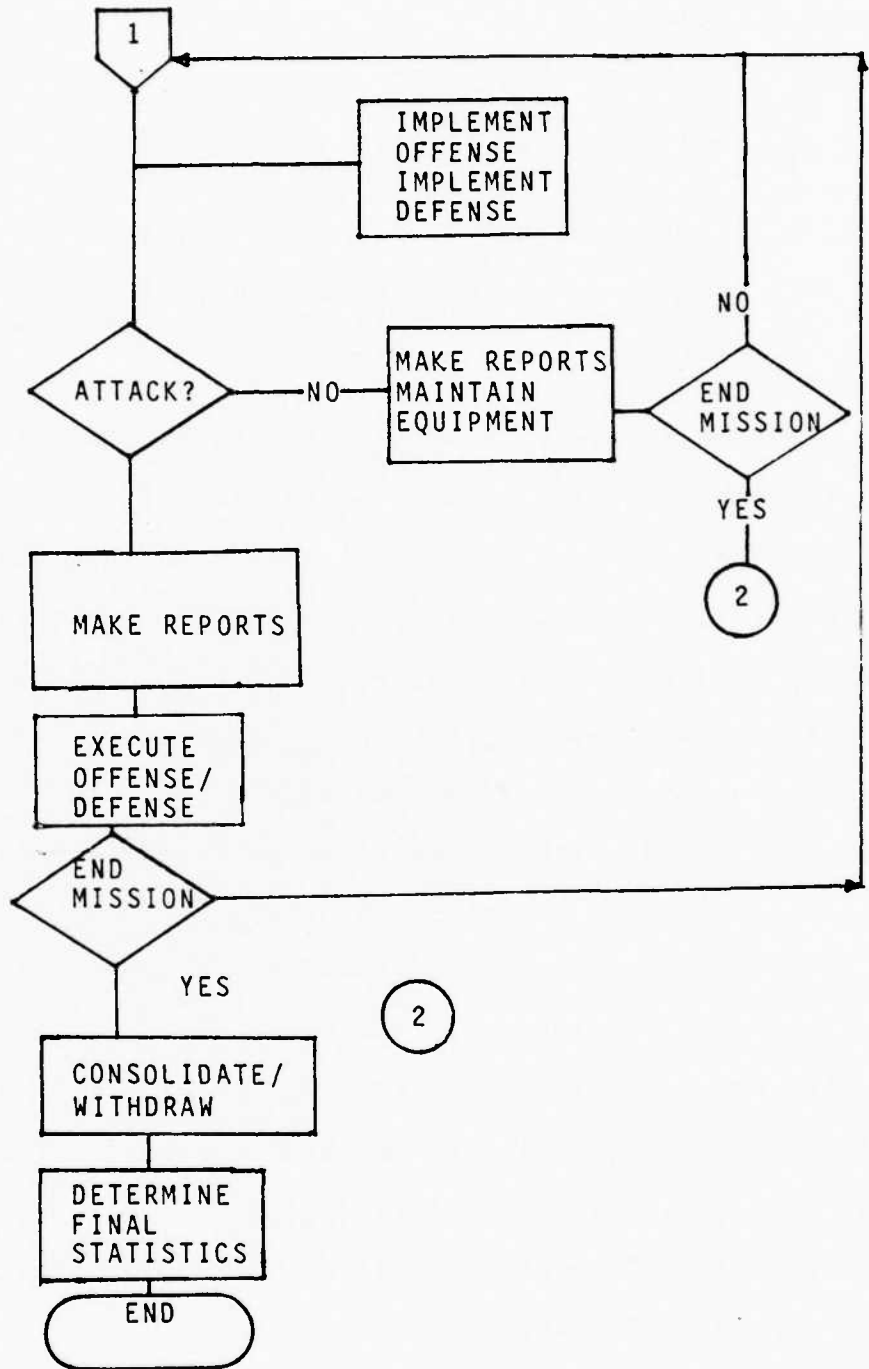 1
IMPLEMENT
OFFENSE
IMPLEMENT
DEFENSE
NO
ATTACK?
NO
MAKE REPORTS
MAINTAIN
EQUIPMENT
END
MISSION
YES
2
MAKE REPORTS
EXECUTE
OFFENSE/
DEFENSE
END
MISSION
YES
2
CONSOLIDATE/
WITHDRAW
DETERMINE
FINAL
STATISTICS
END